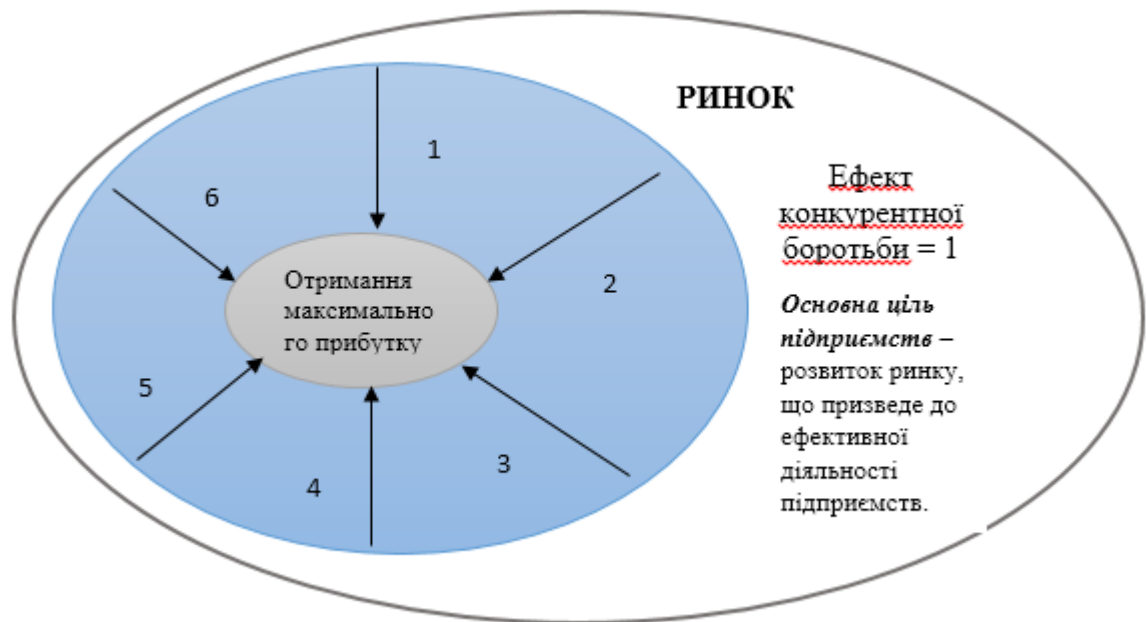 РИНОК
Ефект
конкурентної
боротьби = 1
Основна ціль
підприємств –
розвиток ринку,
що призведе до
ефективної
діяльності
підприємств.
1
2
3
4
5
6
Отримання
максимально
го прибутку